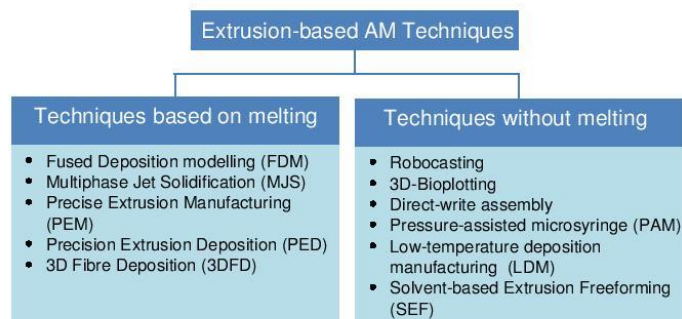 Extrusion-based AM Techniques
Techniques based on melting
Fused Deposition modelling (FDM)
Multiphase Jet Solidification (MJS)
Precise Extrusion Manufacturing
(PEM)
Precision Extrusion Deposition (PED)
3D Fibre Deposition (3DFD)
Techniques without melting
Robocasting
3D-Bioplotting
Direct-write assembly
Pressure-assisted microsyringe (PAM)
Low-temperature deposition
manufacturing (LDM)
Solvent-based Extrusion Freeforming
(SEF)